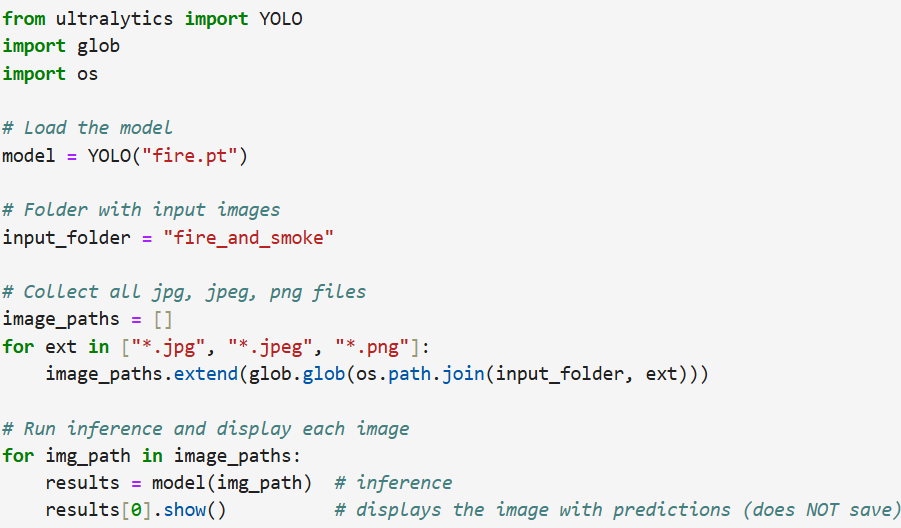 from ultralytics import YOLO
import glob
import os
# Load the model
model = YOLO("fire.pt")
# Folder with input images
input_folder = "fire_and_smoke"
# Collect all jpg, jpeg, png files
image_paths = []
for ext in ["*.jpg", "*.jpeg", "*.png"]:
    image_paths.extend(glob.glob(os.path.join(input_folder, ext)))
# Run inference and display each image
for img_path in image_paths:
    results = model(img_path)  # inference
    results[0].show()          # displays the image with predictions (does NOT save)